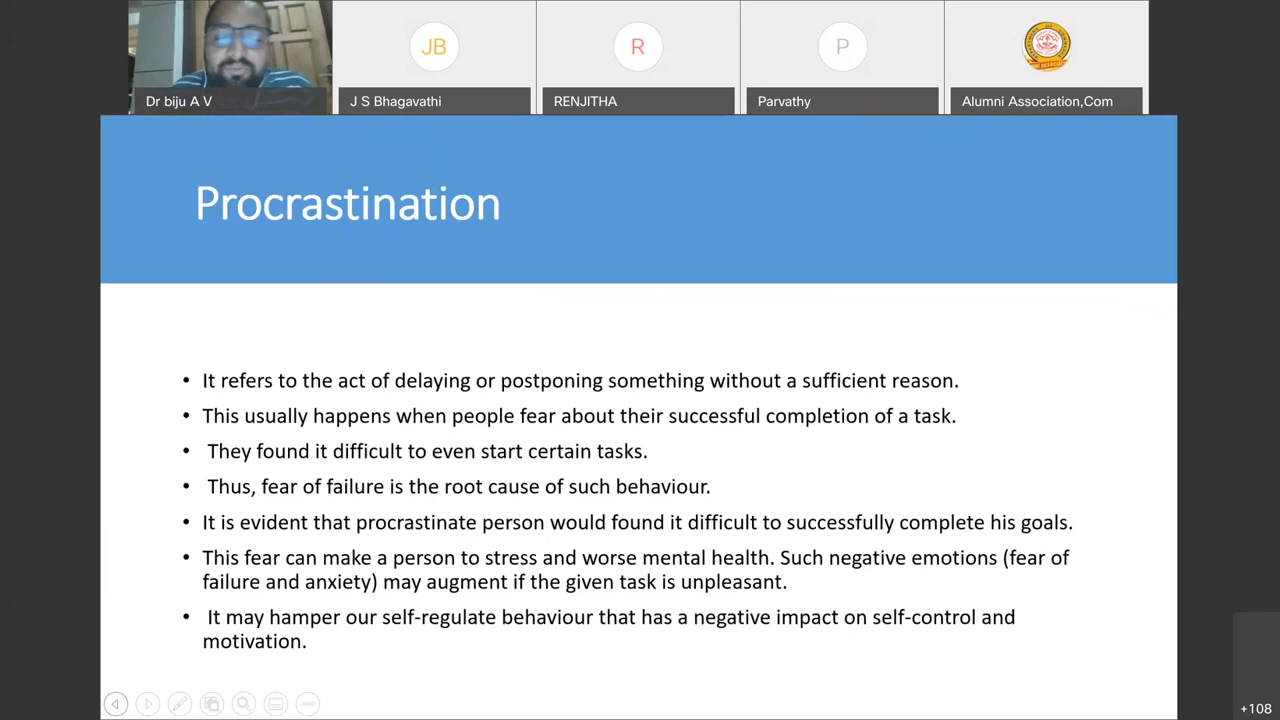 Dr biju A V
JB
J S Bhagavathi
R
RENJITHA
P
Parvathy
Alumni Association,Com
Procrastination
• It refers to the act of delaying or postponing something without a sufficient reason.
• This usually happens when people fear about their successful completion of a task.
• They found it difficult to even start certain tasks.
• Thus, fear of failure is the root cause of such behaviour.
• It is evident that procrastinate person would found it difficult to successfully complete his goals.
• This fear can make a person to stress and worse mental health. Such negative emotions (fear of
failure and anxiety) may augment if the given task is unpleasant.
• It may hamper our self-regulate behaviour that has a negative impact on self-control and
motivation.
+108